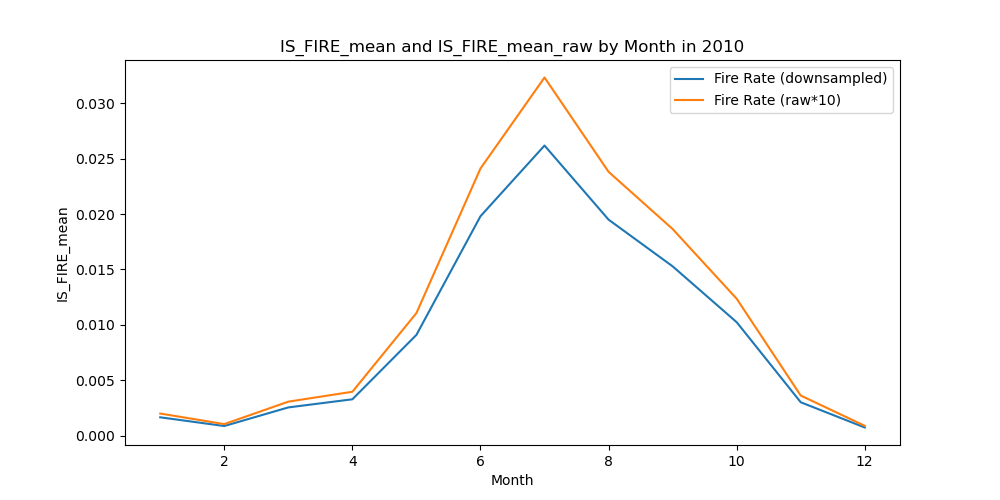 IS_FIRE_mean and IS_FIRE_mean_raw by Month in 2010
Fire Rate (downsampled)
Fire Rate (raw*10)
IS_FIRE_mean
0.030
0.025
0.020
0.015
0.010
0.005
0.000
2 4 6 8 10 12
Month